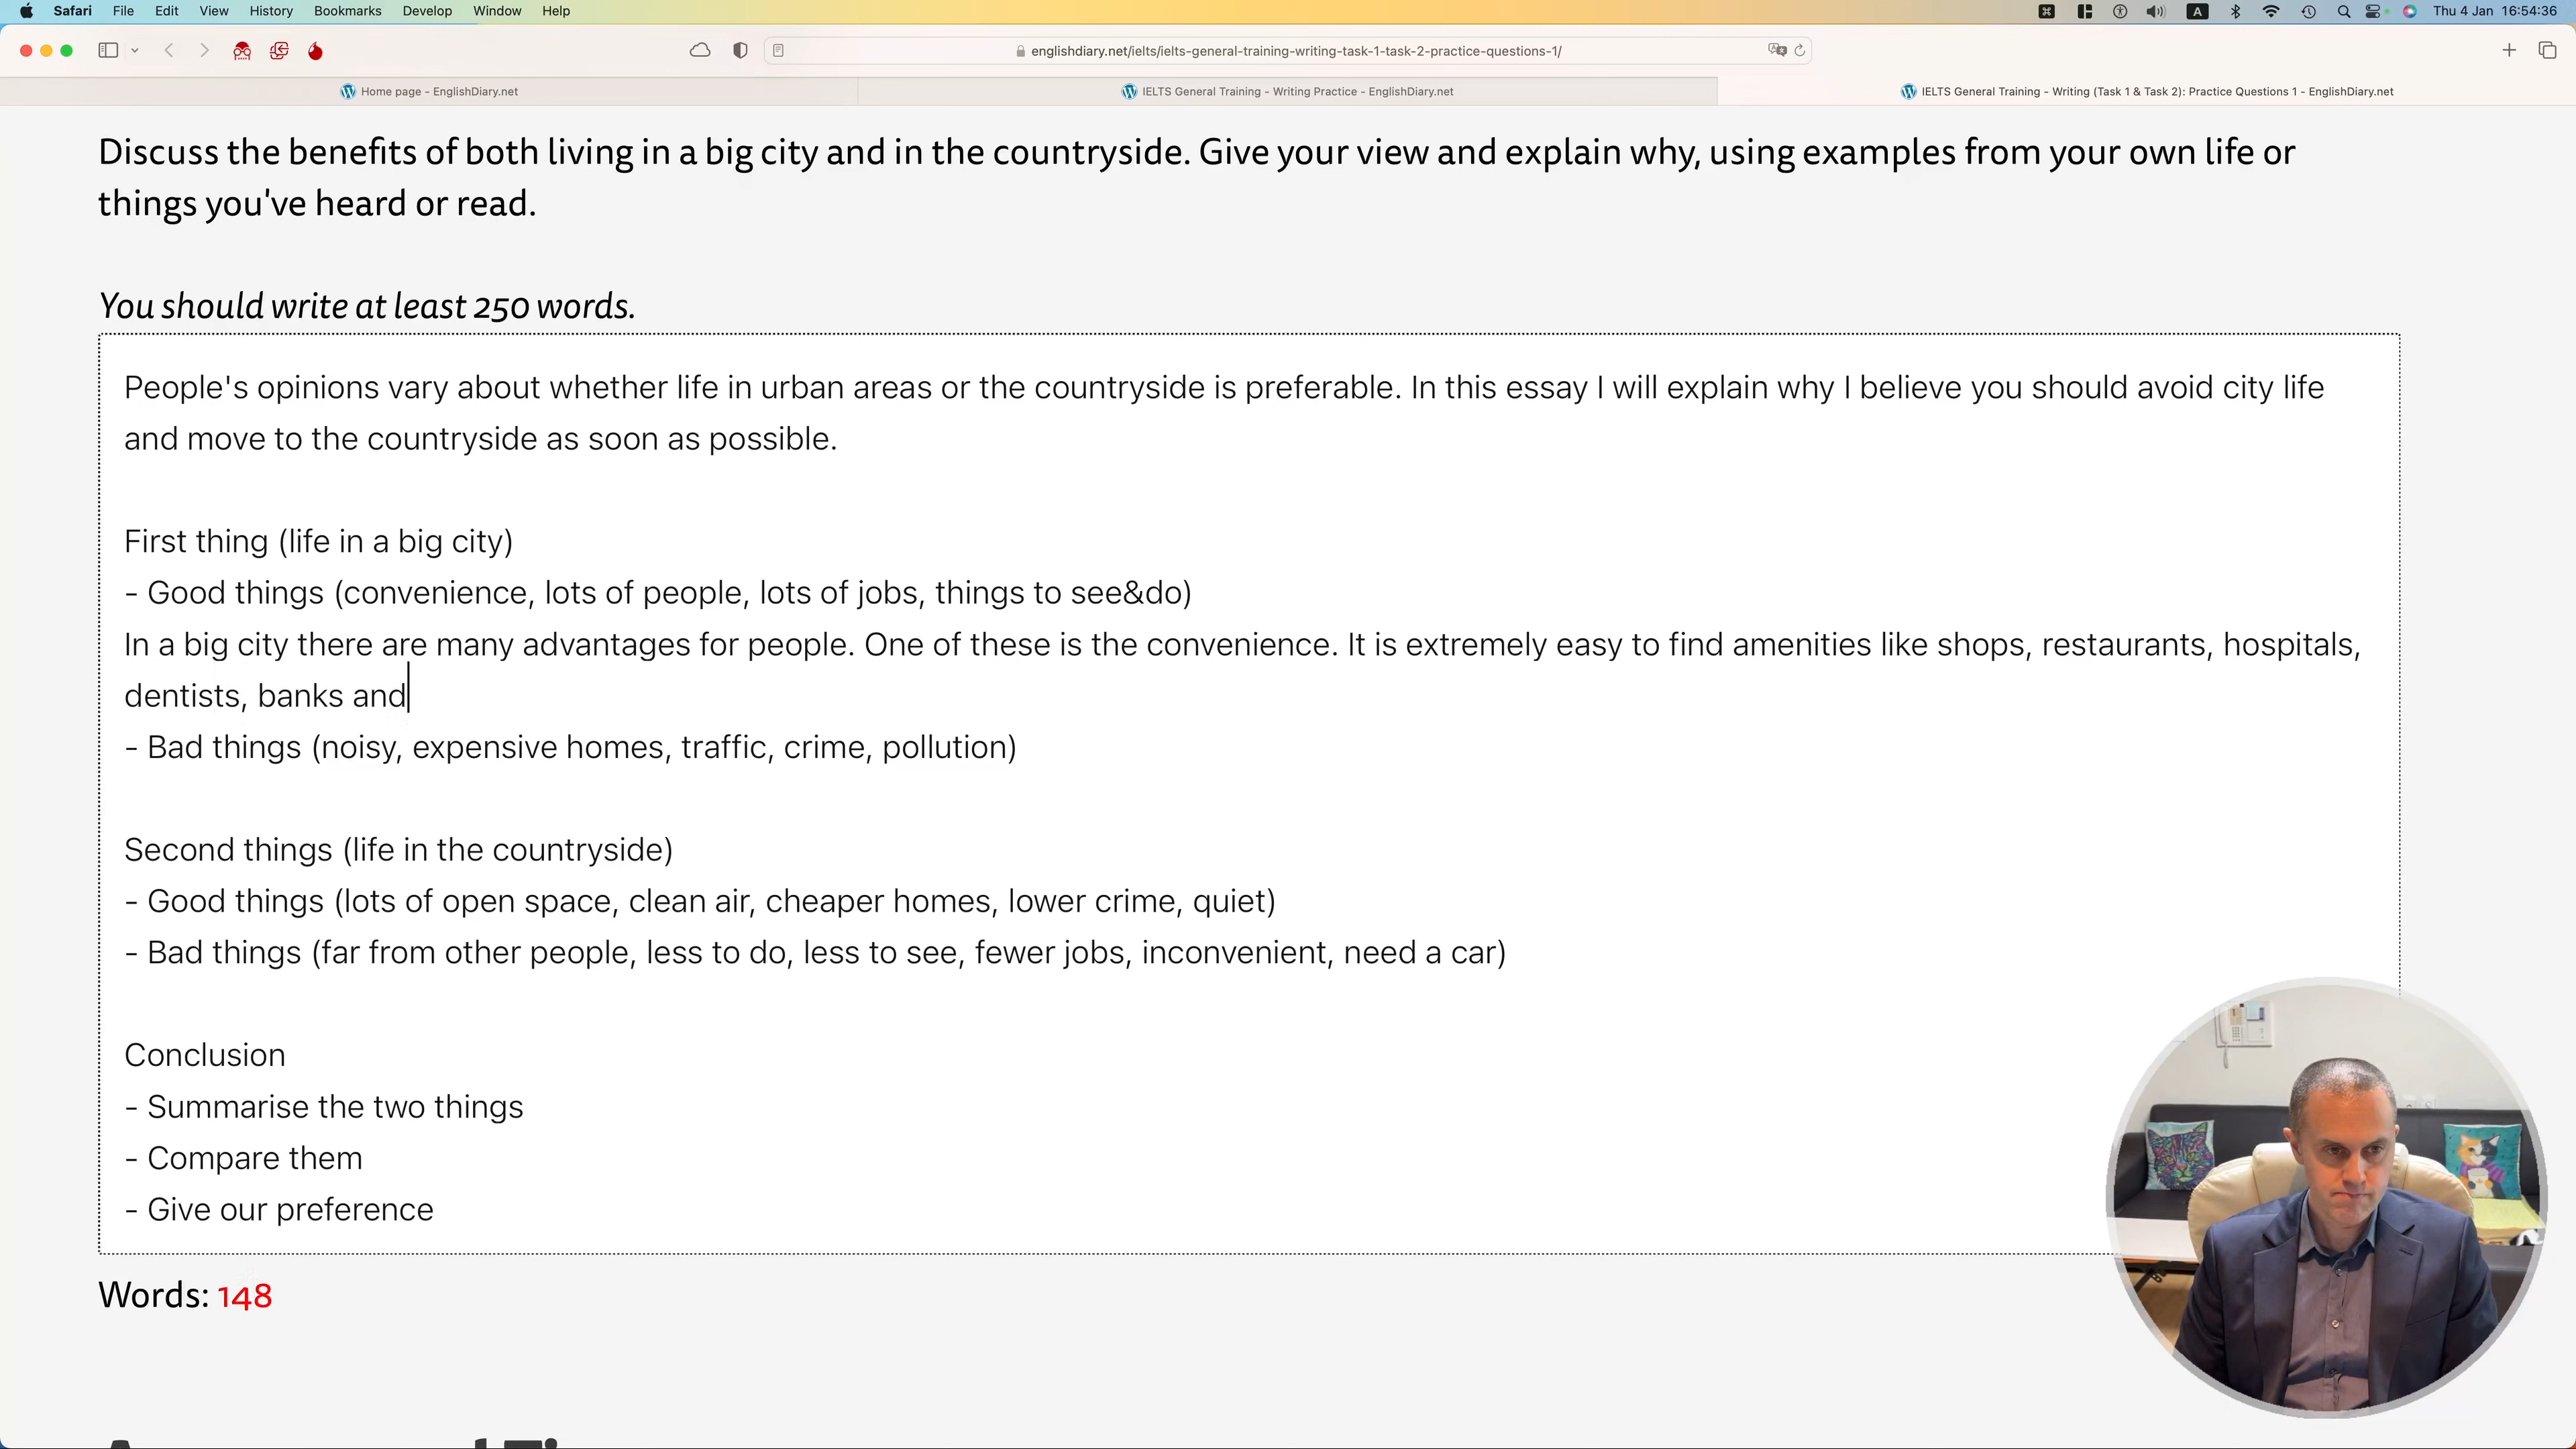 Safari File Edit View History Bookmarks Develop Window Help
A
Thu 4 Jan 16:54:36
englishdiary.net/ielts/ielts-general-training-writing-task-1-task-2-practice-questions-1/
Home page - EnglishDiary.net
IELTS General Training - Writing Practice - EnglishDiary.net
IELTS General Training - Writing (Task 1 & Task 2): Practice Questions 1 - EnglishDiary.net
Discuss the benefits of both living in a big city and in the countryside. Give your view and explain why, using examples from your own life or
things you've heard or read.
You should write at least 250 words.
People's opinions vary about whether life in urban areas or the countryside is preferable. In this essay I will explain why I believe you should avoid city life
and move to the countryside as soon as possible.
First thing (life in a big city)
- Good things (convenience, lots of people, lots of jobs, things to see&do)
In a big city there are many advantages for people. One of these is the convenience. It is extremely easy to find amenities like shops, restaurants, hospitals,
dentists, banks and
- Bad things (noisy, expensive homes, traffic, crime, pollution)
Second things (life in the countryside)
- Good things (lots of open space, clean air, cheaper homes, lower crime, quiet)
- Bad things (far from other people, less to do, less to see, fewer jobs, inconvenient, need a car)
Conclusion
- Summarise the two things
- Compare them
- Give our preference
Words: 148